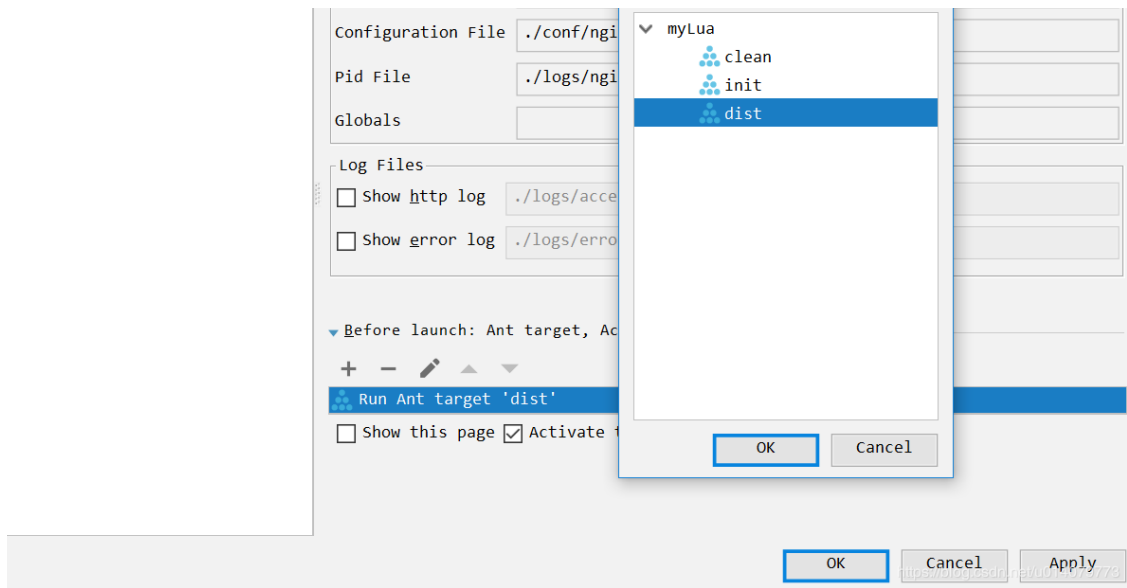 Configuration File ./conf/ngi
Pid File ./logs/ngi
Globals
Log Files
Show http log ./logs/acce
Show error log ./logs/erro
Before launch: Ant target, Ac
Run Ant target 'dist'
Show this page Activate t
myLua
clean
init
dist
OK Cancel
OK Cancel Apply